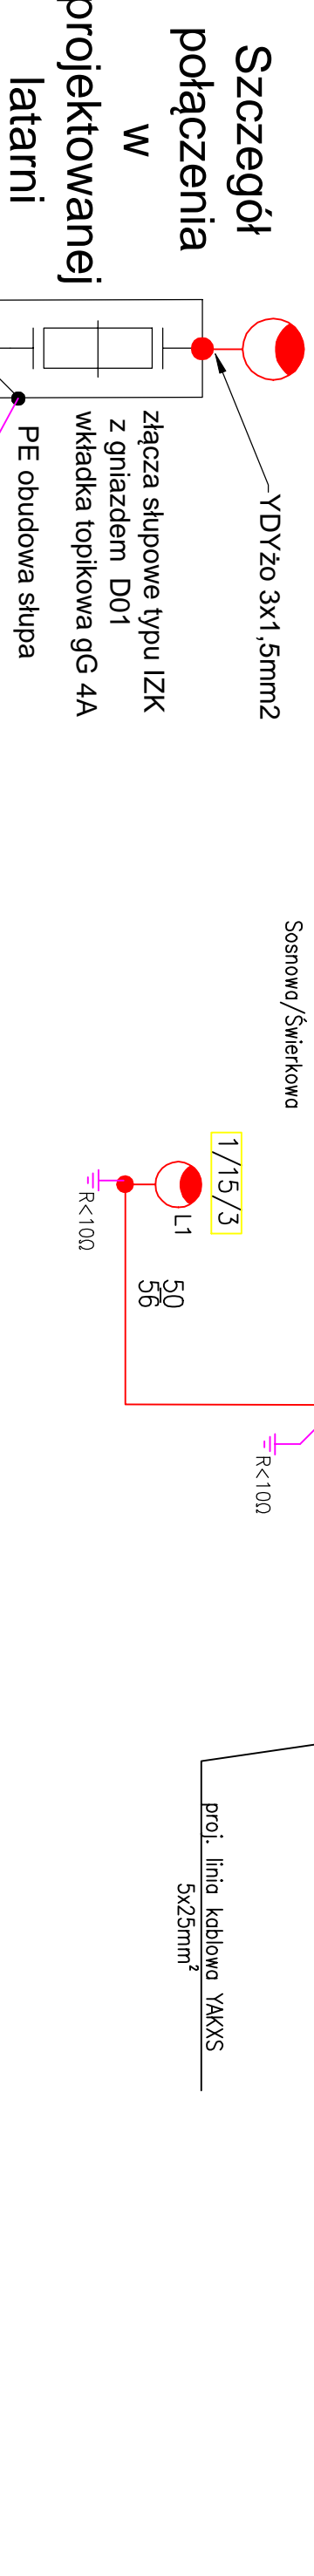 Szczegół
połączenia
w
projektowanej
latarni
YDYżo 3x1,5mm2
złącza słupowe typu IZK
z gniazdem D01
wkładka topikowa gG 4A
PE obudowa słupa
Sosnowa/Świerkowa
1/15/3
L1
R<10Ω
50
56
R<10Ω
proj. linia kablowa YAKXS
5x25mm²